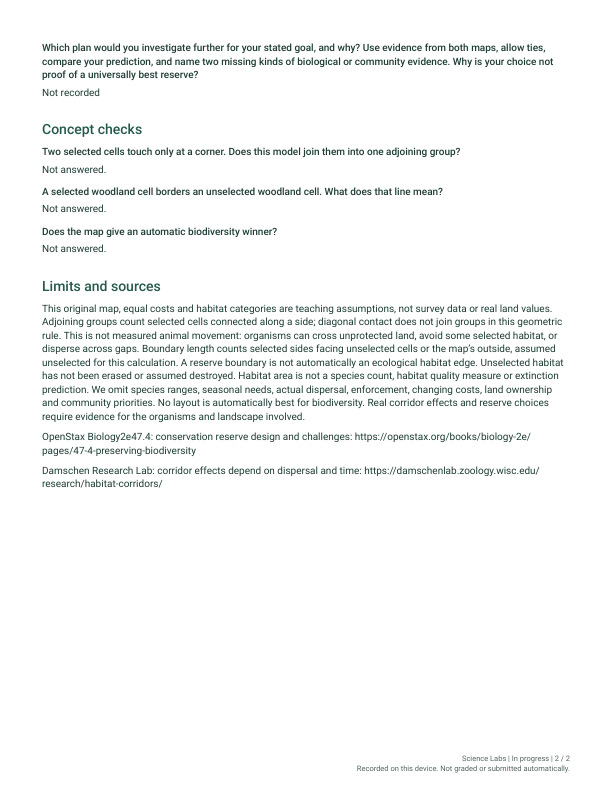 Which plan would you investigate further for your stated goal, and why? Use evidence from both maps, allow ties,
compare your prediction, and name two missing kinds of biological or community evidence. Why is your choice not
proof of a universally best reserve?
Not recorded
Concept checks
Two selected cells touch only at a corner. Does this model join them into one adjoining group?
Not answered.
A selected woodland cell borders an unselected woodland cell. What does that line mean?
Not answered.
Does the map give an automatic biodiversity winner?
Not answered.
Limits and sources
This original map, equal costs and habitat categories are teaching assumptions, not survey data or real land values.
Adjoining groups count selected cells connected along a side; diagonal contact does not join groups in this geometric
rule. This is not measured animal movement: organisms can cross unprotected land, avoid some selected habitat, or
disperse across gaps. Boundary length counts selected sides facing unselected cells or the map's outside, assumed
unselected for this calculation. A reserve boundary is not automatically an ecological habitat edge. Unselected habitat
has not been erased or assumed destroyed. Habitat area is not a species count, habitat quality measure or extinction
prediction. We omit species ranges, seasonal needs, actual dispersal, enforcement, changing costs, land ownership
and community priorities. No layout is automatically best for biodiversity. Real corridor effects and reserve choices
require evidence for the organisms and landscape involved.
OpenStax Biology2e47.4: conservation reserve design and challenges: https://openstax.org/books/biology-2e/
pages/47-4-preserving-biodiversity
Damschen Research Lab: corridor effects depend on dispersal and time: https://damschenlab.zoology.wisc.edu/
research/habitat-corridors/
Science Labs | In progress | 2 / 2
Recorded on this device. Not graded or submitted automatically.